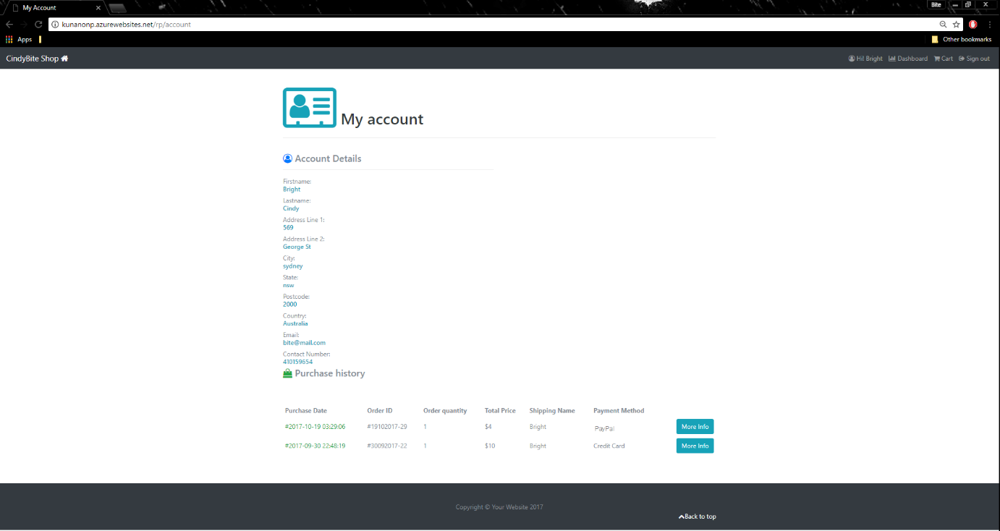 My Account
Bite
kunanonp.azurewebsites.net/rp/account
Apps
Other bookmarks
CindyBite Shop
Hi! Bright Dashboard Cart Sign out
My account
Account Details
Firstname:
Bright
Lastname:
Cindy
Address Line 1:
569
Address Line 2:
George St
City:
sydney
State:
nsw
Postcode:
2000
Country:
Australia
Email:
bite@mail.com
Contact Number:
410159654
Purchase history
Purchase Date Order ID Order quantity Total Price Shipping Name Payment Method
#2017-10-19 03:29:06 #19102017-29 1 $4 Bright PayPal More Info
#2017-09-30 22:48:19 #30092017-22 1 $10 Bright Credit Card More Info
Copyright © Your Website 2017
Back to top